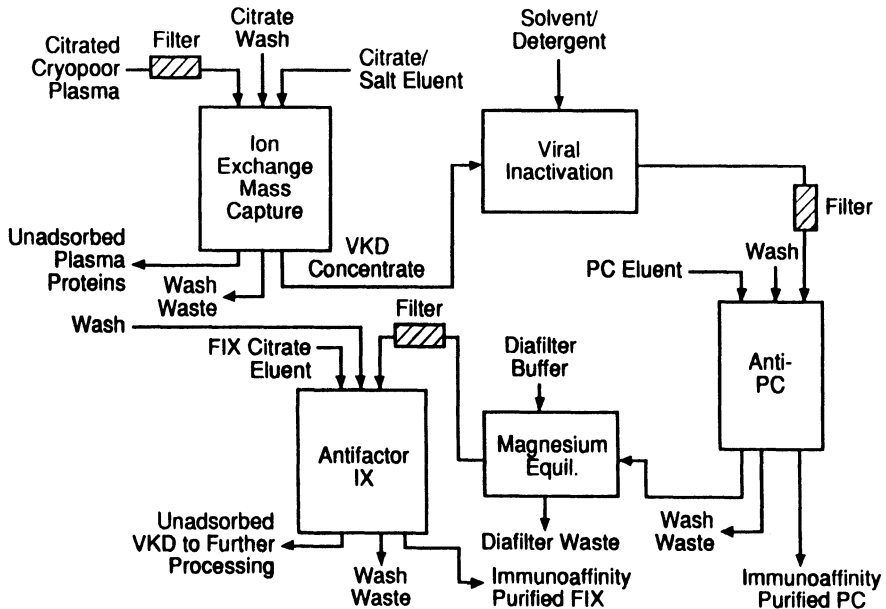 Citrated
Cryopoor
Plasma
Filter
Citrate
Wash
Citrate/
Salt Eluent
Solvent/
Detergent
Ion
Exchange
Mass
Capture
Viral
Inactivation
Filter
Unadsorbed
Plasma
Proteins
Wash
Waste
VKD
Concentrate
PC Eluent
Wash
Wash
FIX Citrate
Eluent
Filter
Diafilter
Buffer
Anti-
PC
Antifactor
IX
Magnesium
Equil.
Unadsorbed
VKD to Further
Processing
Wash
Waste
Immunoaffinity
Purified FIX
Diafilter Waste
Wash
Waste
Immunoaffinity
Purified PC